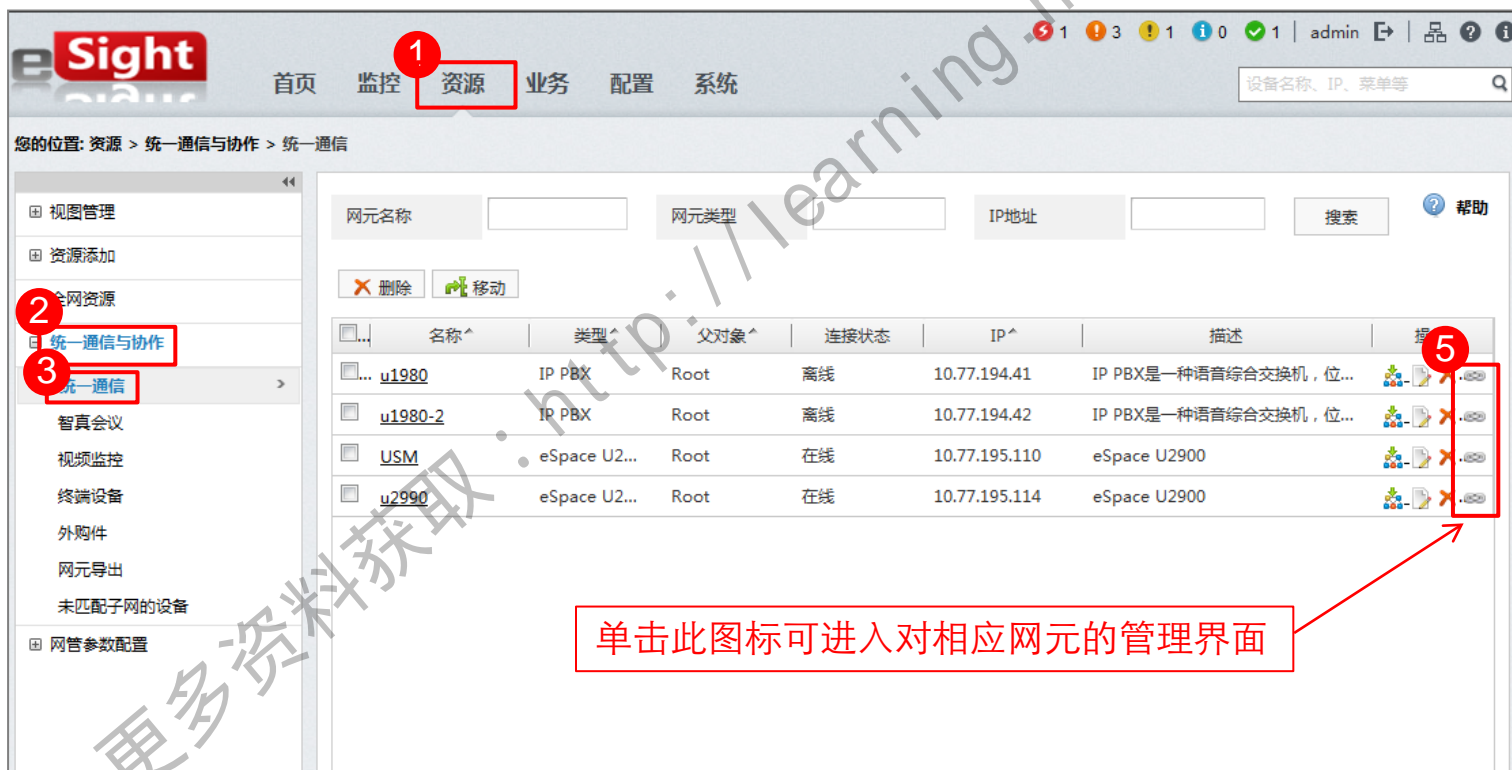 1 3 1 0 1 | admin
eSight
1
首页 监控 资源 业务 配置 系统
设备名称、IP、菜单等
您的位置: 资源 > 统一通信与协作 > 统一通信
视图管理
资源添加
全网资源
2
统一通信与协作
3
统一通信
智真会议
视频监控
终端设备
外购件
网元导出
未匹配子网的设备
网管参数配置
网元名称 网元类型 IP地址 搜索 帮助
删除 移动
... 名称 类型 父对象 连接状态 IP 描述
5
... u1980 IP PBX Root 离线 10.77.194.41 IP PBX是一种语音综合交换机，位...
u1980-2 IP PBX Root 离线 10.77.194.42 IP PBX是一种语音综合交换机，位...
USM eSpace U2... Root 在线 10.77.195.110 eSpace U2900
u2990 eSpace U2... Root 在线 10.77.195.114 eSpace U2900
单击此图标可进入对相应网元的管理界面
更多资料获取：http://learning.